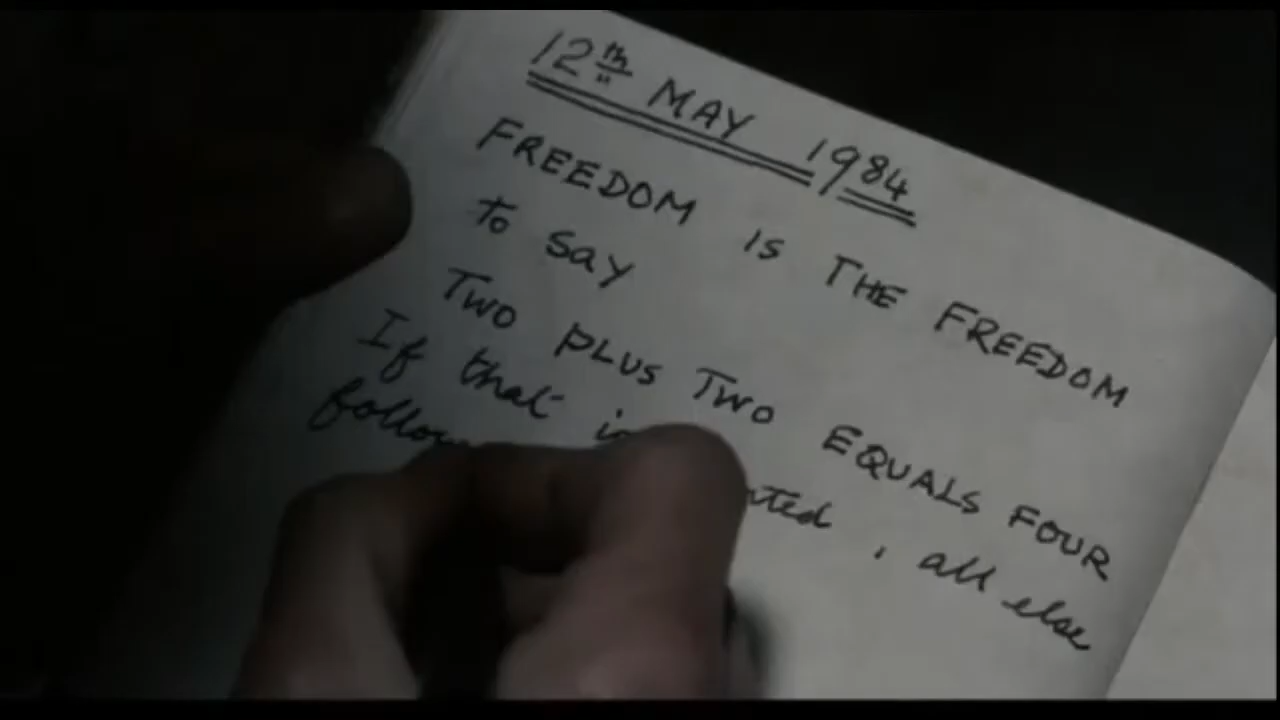 12th MAY 1984
FREEDOM is THE FREEDOM
to say
TWO PLUS TWO EQUALS FOUR
If that , all else